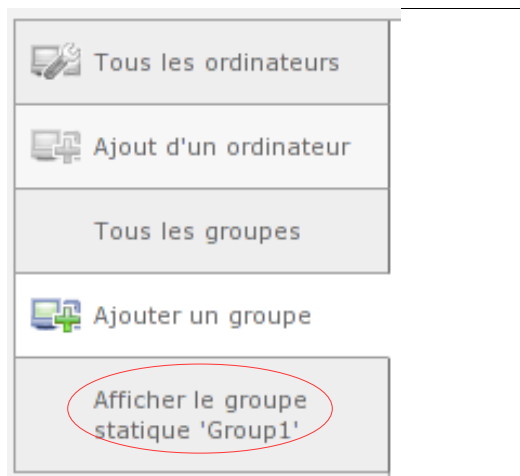 Tous les ordinateurs
Ajout d'un ordinateur
Tous les groupes
Ajouter un groupe
Afficher le groupe
statique 'Group1'